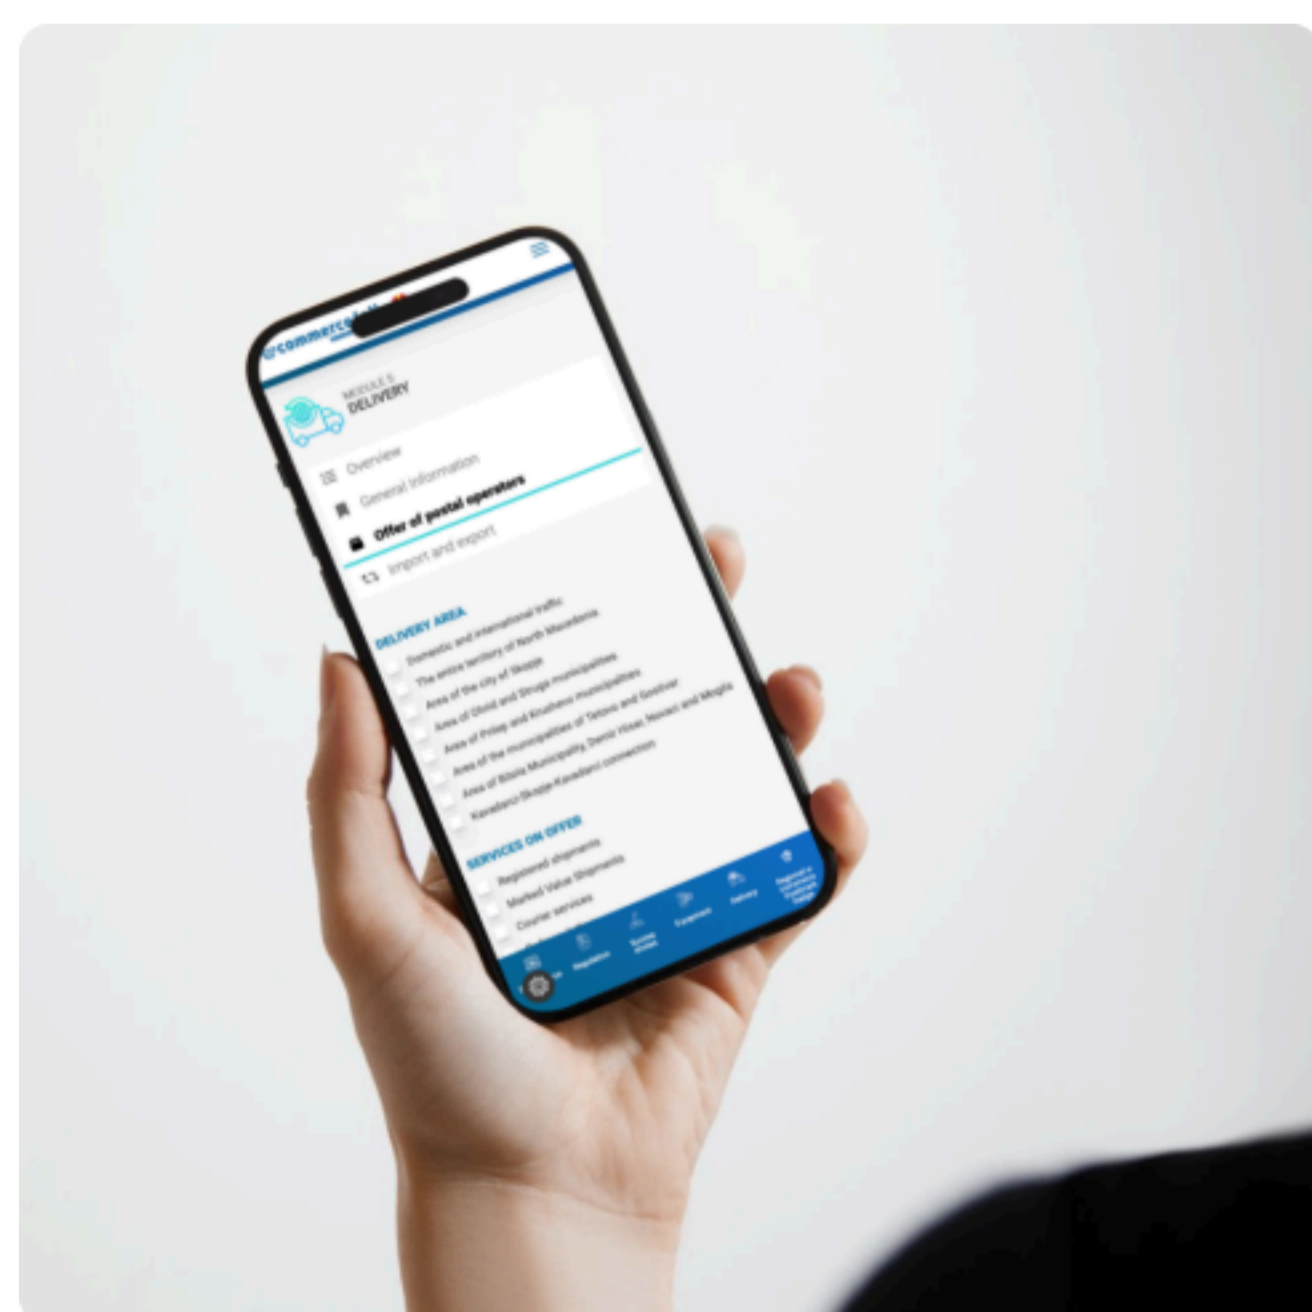 MODULE 5
DELIVERY
Overview
General information
Offer of postal operators
Import and export
DELIVERY AREA
Domestic and international traffic
The entire territory of North Macedonia
Area of the city of Skopje
Area of Ohrid and Struga municipalities
Area of Prilep and Krushevo municipalities
Area of the municipalities of Tetovo and Gostivar
Area of Bitola Municipality, Demir Hisar, Novaci and Mogila
Kavadarci-Skopje-Kavadarci connection
SERVICES ON OFFER
Registered shipments
Marked Value Shipments
Courier services
Regulation
Equipment
Delivery